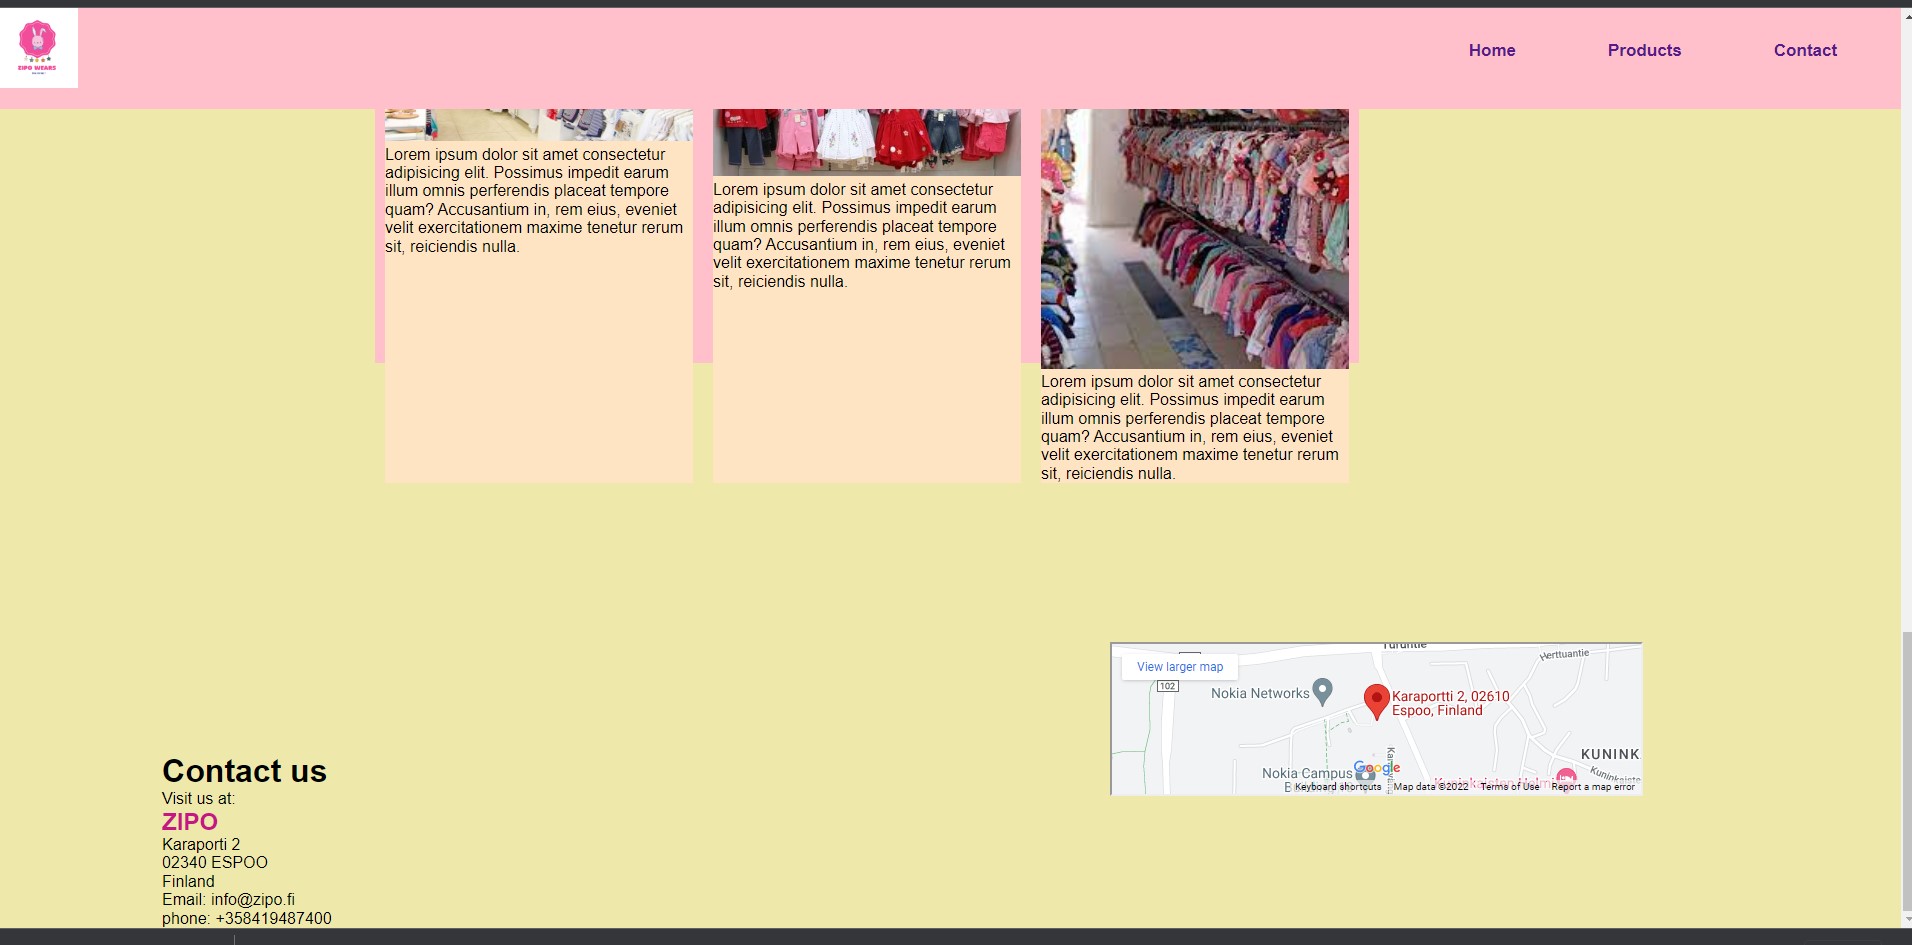 ZIPO WEARS
Home
Products
Contact
Lorem ipsum dolor sit amet consectetur
adipisicing elit. Possimus impedit earum
illum omnis perferendis placeat tempore
quam? Accusantium in, rem eius, eveniet
velit exercitationem maxime tenetur rerum
sit, reiciendis nulla.
Lorem ipsum dolor sit amet consectetur
adipisicing elit. Possimus impedit earum
illum omnis perferendis placeat tempore
quam? Accusantium in, rem eius, eveniet
velit exercitationem maxime tenetur rerum
sit, reiciendis nulla.
Lorem ipsum dolor sit amet consectetur
adipisicing elit. Possimus impedit earum
illum omnis perferendis placeat tempore
quam? Accusantium in, rem eius, eveniet
velit exercitationem maxime tenetur rerum
sit, reiciendis nulla.
Turuntie
Herttuantie
View larger map
102
Nokia Networks
Karaportti 2, 02610
Espoo, Finland
KUNINK
Nokia Campus
Google
Keyboard shortcuts
Map data ©2022
Terms of Use
Report a map error
Contact us
Visit us at:
ZIPO
Karaporti 2
02340 ESPOO
Finland
Email: info@zipo.fi
phone: +358419487400